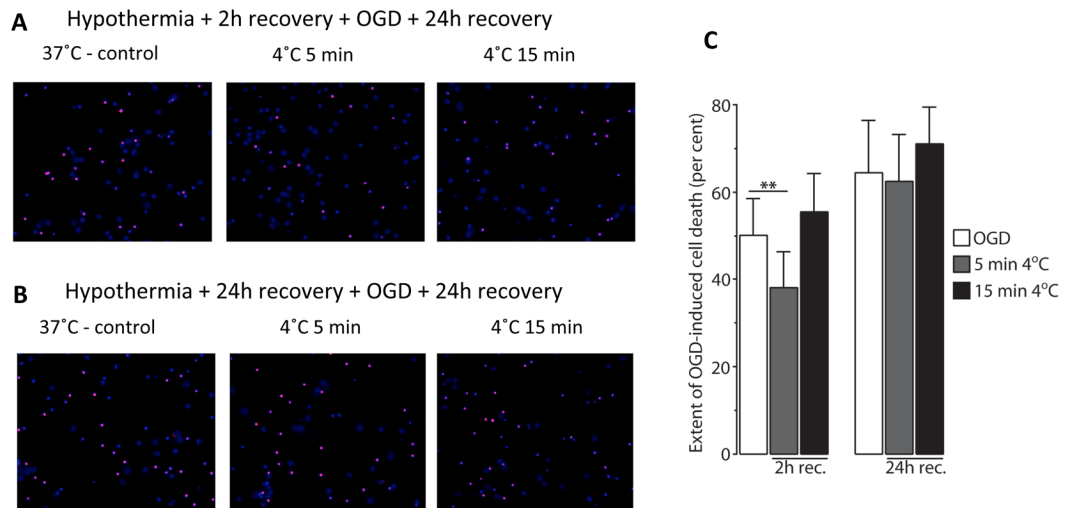 A
Hypothermia + 2h recovery + OGD + 24h recovery
37˚C - control
4˚C 5 min
4˚C 15 min
B
Hypothermia + 24h recovery + OGD + 24h recovery
37˚C - control
4˚C 5 min
4˚C 15 min
C
Extent of OGD-induced cell death (per cent)
80
60
40
20
0
**
2h rec.
24h rec.
OGD
5 min 4ºC
15 min 4ºC